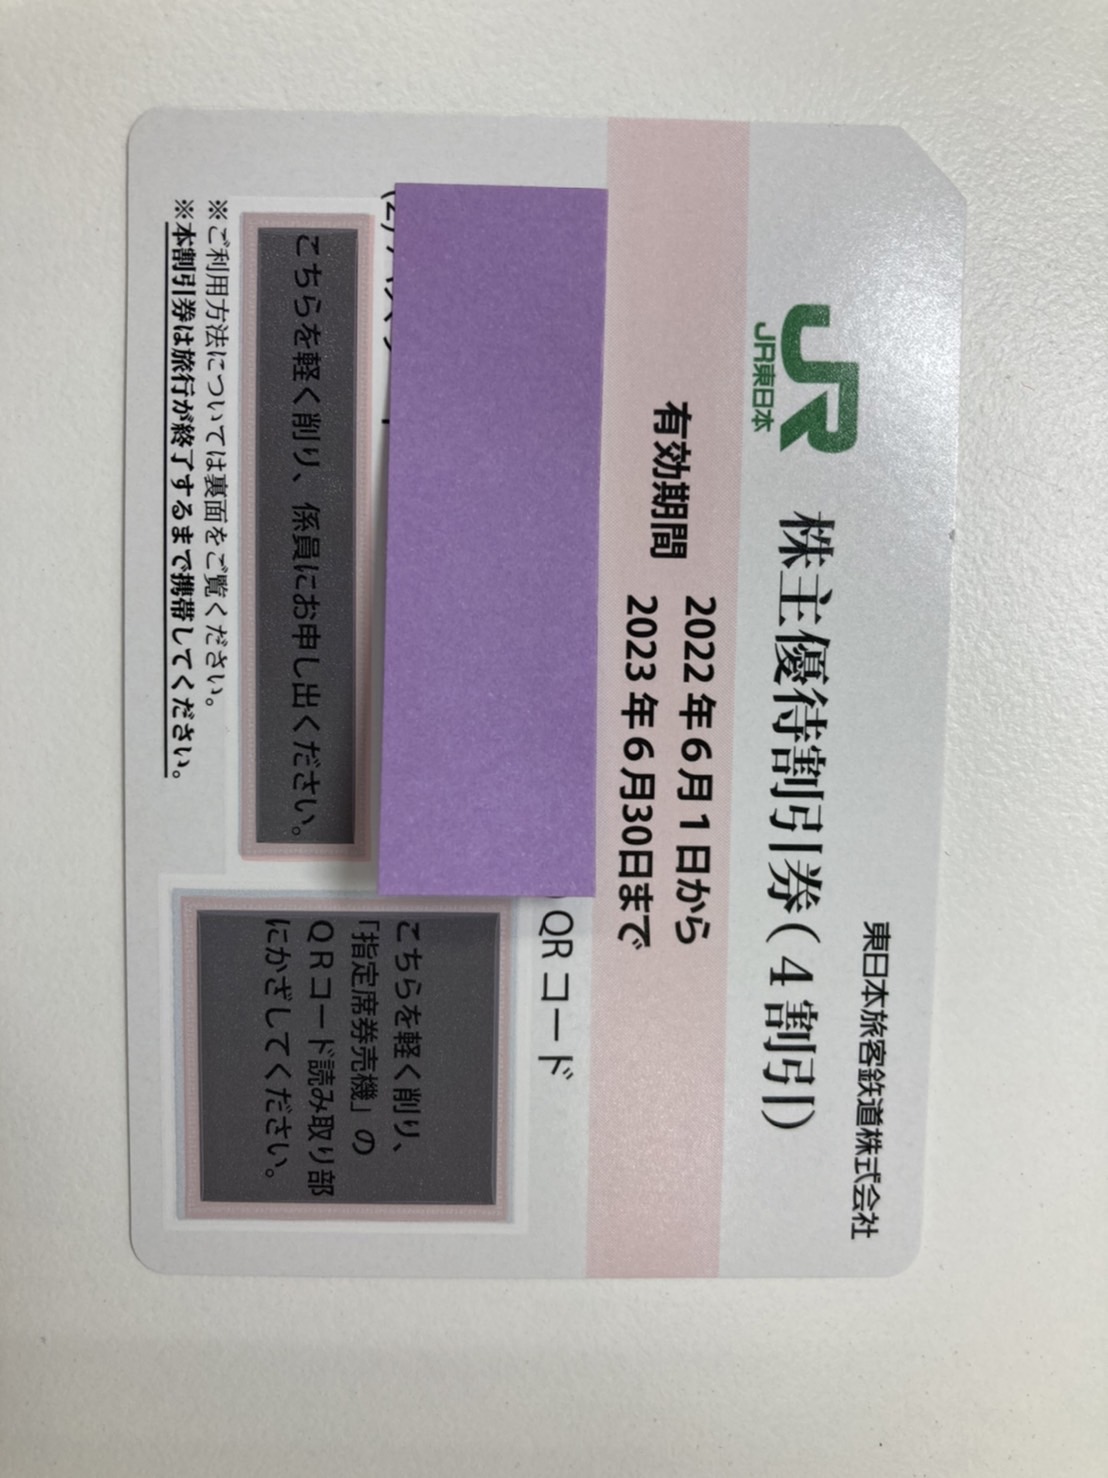 東日本旅客鉄道株式会社
JR
JR東日本
株主優待割引券(4割引)
有効期間
2022年6月1日から
2023年6月30日まで
QRコード
こちらを軽く削り、
「指定席券売機」の
QRコード読み取り部
にかざしてください。
こちらを軽く削り、係員にお申し出ください。
※ご利用方法については裏面をご覧ください。
※本割引券は旅行が終了するまで携帯してください。